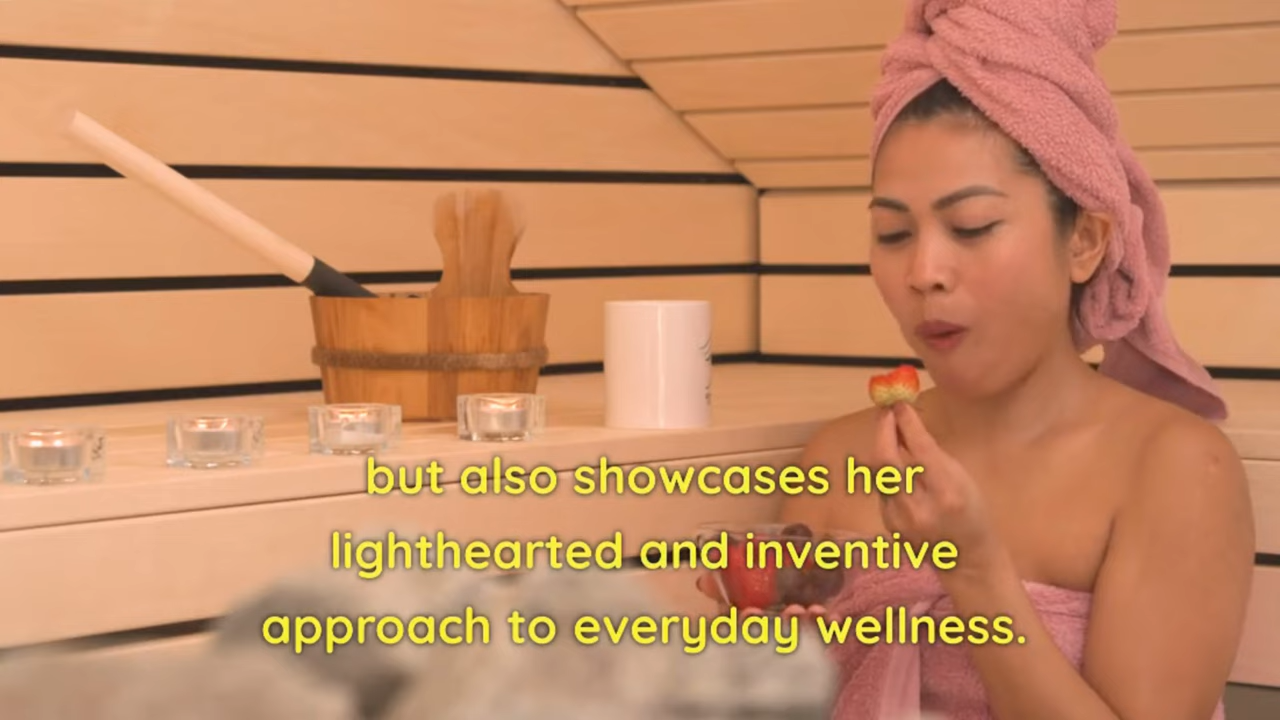 but also showcases her
lighthearted and inventive
approach to everyday wellness.